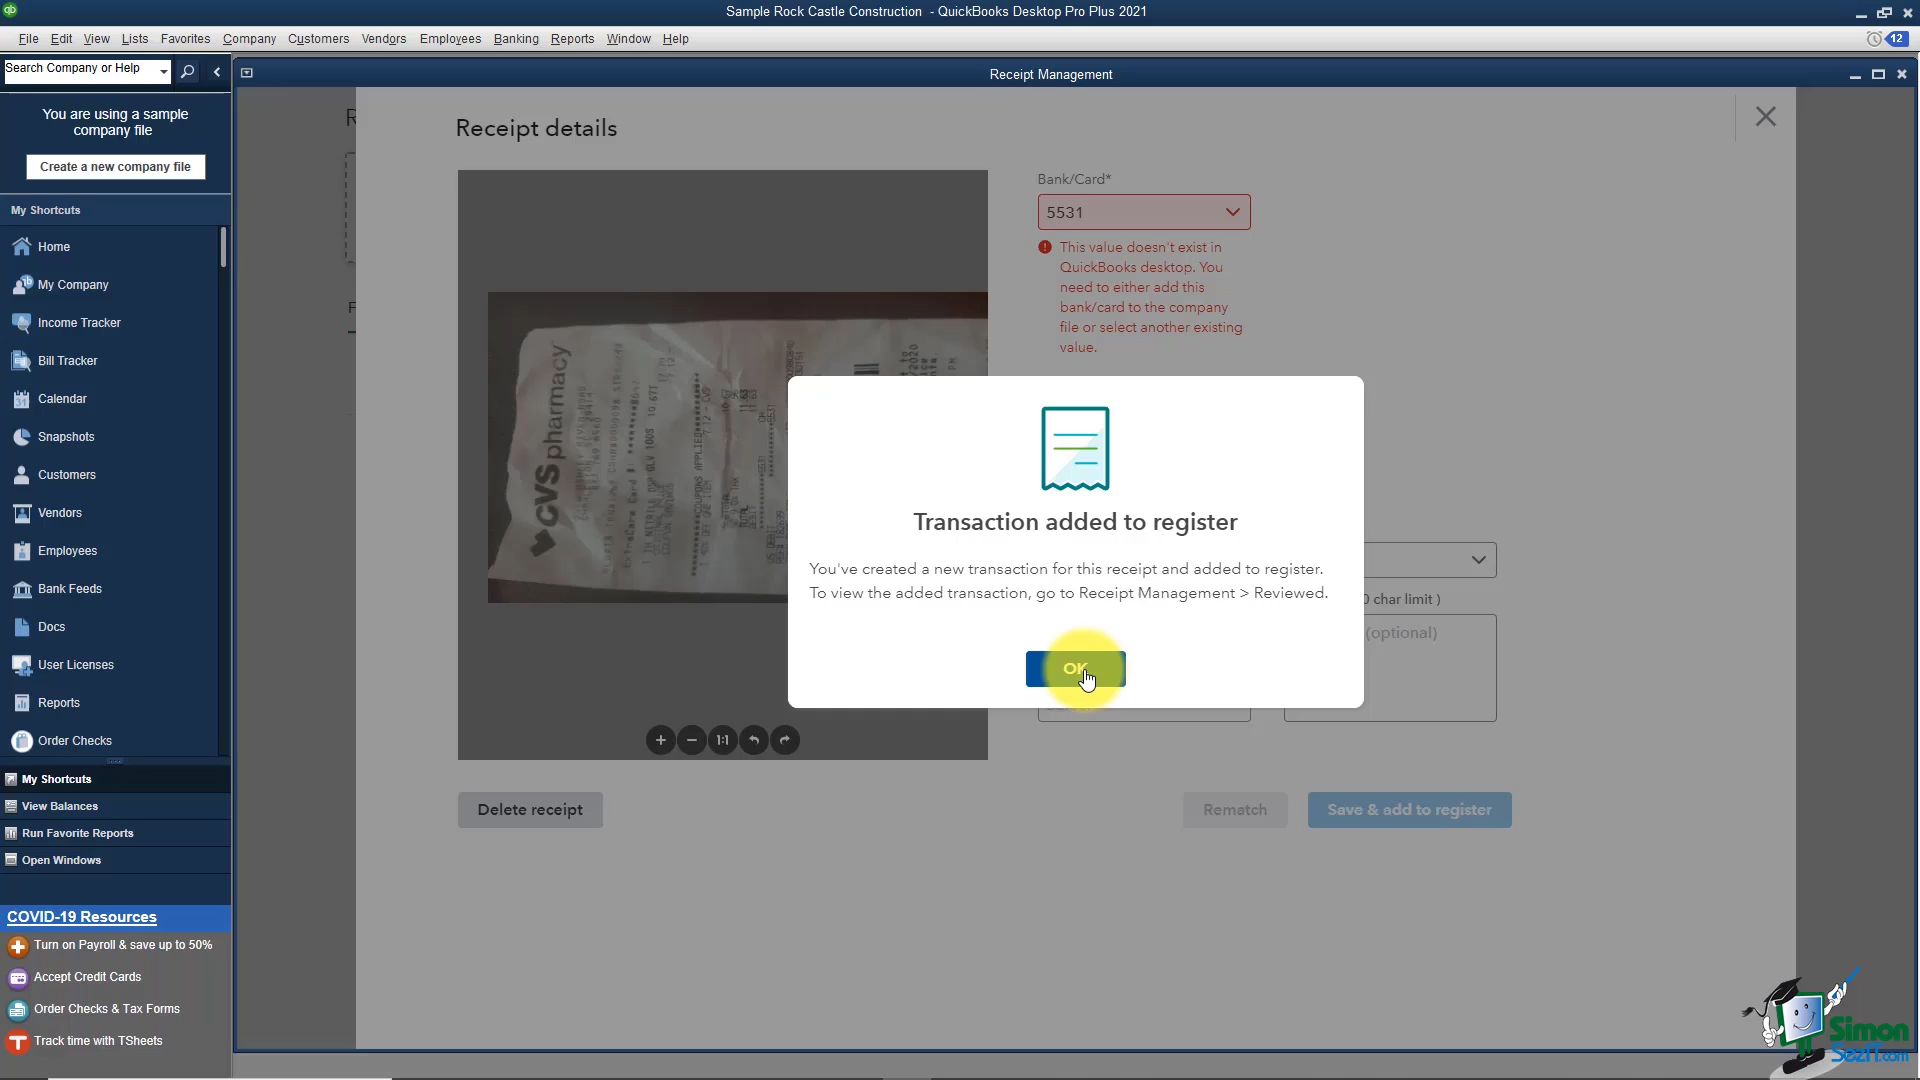 Sample Rock Castle Construction - QuickBooks Desktop Pro Plus 2021
File Edit View Lists Favorites Company Customers Vendors Employees Banking Reports Window Help
12
Search Company or Help
Receipt Management
You are using a sample
company file
Create a new company file
My Shortcuts
Home
My Company
Income Tracker
Bill Tracker
Calendar
Snapshots
Customers
Vendors
Employees
Bank Feeds
Docs
User Licenses
Reports
Order Checks
My Shortcuts
View Balances
Run Favorite Reports
Open Windows
COVID-19 Resources
Turn on Payroll & save up to 50%
Accept Credit Cards
Order Checks & Tax Forms
Track time with TSheets
Receipt details
CVS pharmacy
Bank/Card*
5531
This value doesn't exist in
QuickBooks desktop. You
need to either add this
bank/card to the company
file or select another existing
value.
Transaction added to register
You've created a new transaction for this receipt and added to register.
To view the added transaction, go to Receipt Management > Reviewed.
OK
0 char limit )
(optional)
1:1
Delete receipt
Rematch
Save & add to register
Simon
SezIT.com